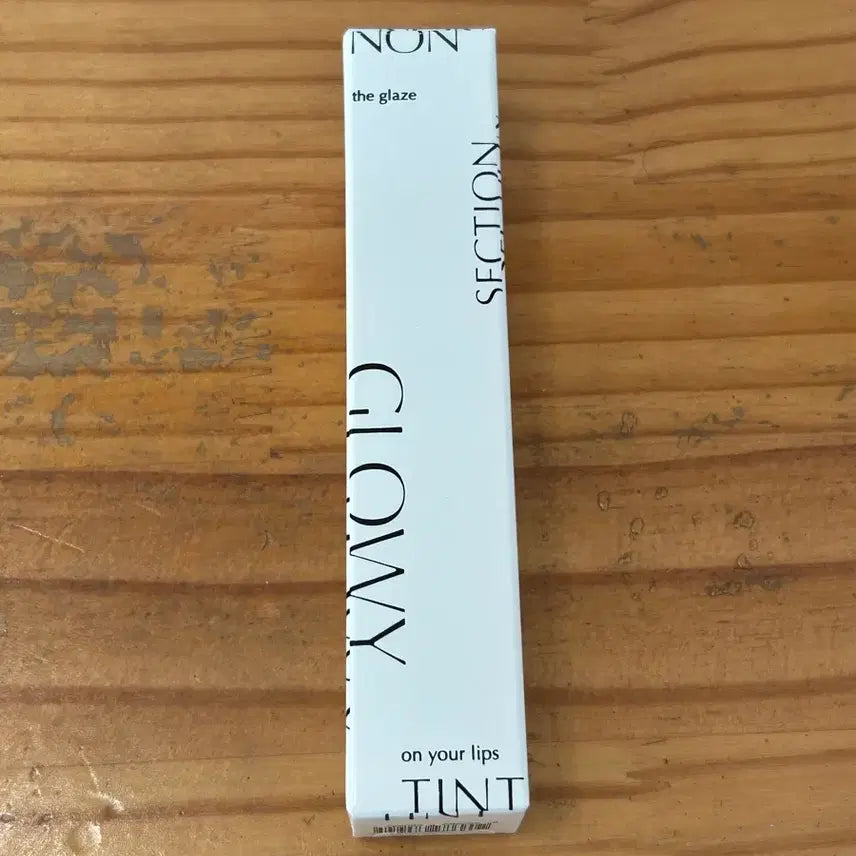 NON
the glaze
SECTION
GLOWY
on your lips
TINT